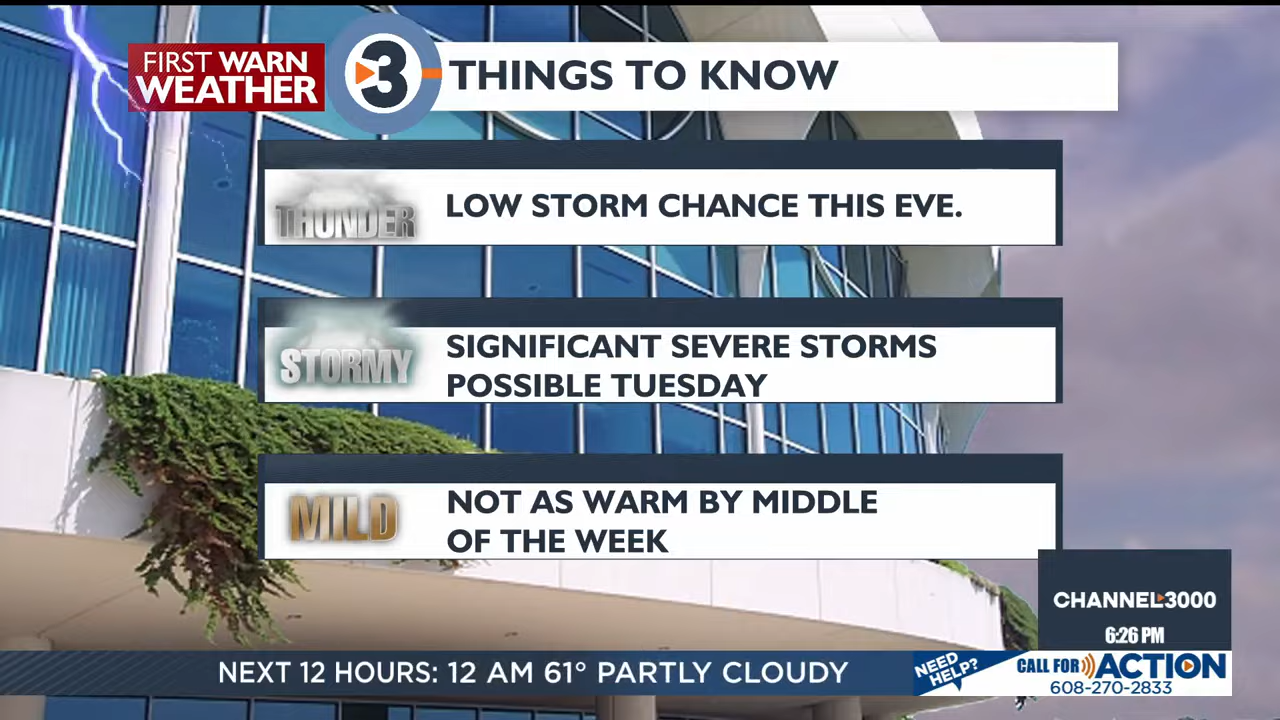 FIRST WARN
WEATHER
3
THINGS TO KNOW
THUNDER
LOW STORM CHANCE THIS EVE.
STORMY
SIGNIFICANT SEVERE STORMS
POSSIBLE TUESDAY
MILD
NOT AS WARM BY MIDDLE
OF THE WEEK
CHANNEL3000
6:26 PM
NEXT 12 HOURS: 12 AM 61° PARTLY CLOUDY
NEED
HELP?
CALL FOR ACTION
608-270-2833